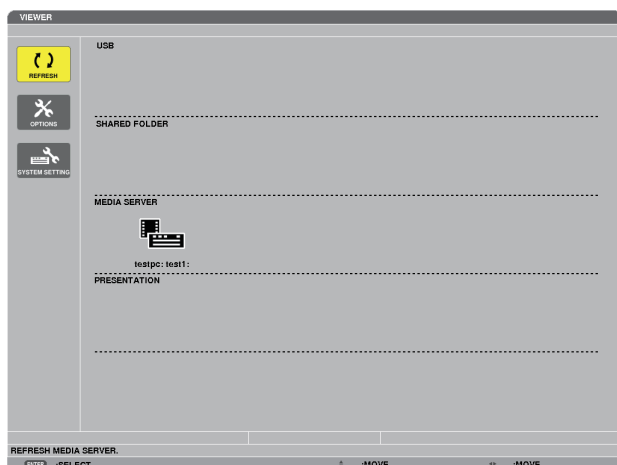 VIEWER
USB
REFRESH
OPTIONS
SHARED FOLDER
SYSTEM SETTING
MEDIA SERVER
testpc: test1:
PRESENTATION
REFRESH MEDIA SERVER.
ENTER :SELECT :MOVE :MOVE